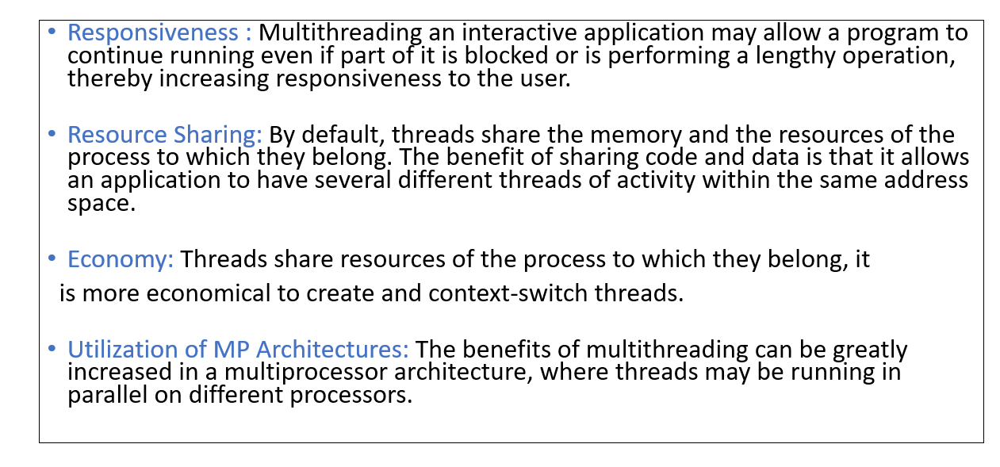 • Responsiveness : Multithreading an interactive application may allow a program to
continue running even if part of it is blocked or is performing a lengthy operation,
thereby increasing responsiveness to the user.
• Resource Sharing: By default, threads share the memory and the resources of the
process to which they belong. The benefit of sharing code and data is that it allows
an application to have several different threads of activity within the same address
space.
• Economy: Threads share resources of the process to which they belong, it
is more economical to create and context-switch threads.
• Utilization of MP Architectures: The benefits of multithreading can be greatly
increased in a multiprocessor architecture, where threads may be running in
parallel on different processors.